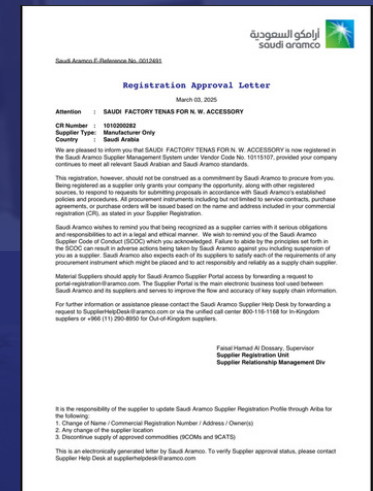 أرامكو السعودية
saudi aramco
Saudi Aramco E-Reference No. 0012491
Registration Approval Letter
March 03, 2025
Attention : SAUDI FACTORY TENAS FOR N. W. ACCESSORY
CR Number : 1010200282
Supplier Type: Manufacturer Only
Country : Saudi Arabia
We are pleased to inform you that SAUDI FACTORY TENAS FOR N. W. ACCESSORY is now registered in
the Saudi Aramco Supplier Management System under Vendor Code No. 10115107, provided your company
continues to meet all relevant Saudi Arabian and Saudi Aramco standards.
This registration, however, should not be construed as a commitment by Saudi Aramco to procure from you.
Being registered as a supplier only grants your company the opportunity, along with other registered
sources, to respond to requests for submitting proposals in accordance with Saudi Aramco's established
policies and procedures. All procurement instruments including but not limited to service contracts, purchase
agreements, or purchase orders will be issued based on the name and address included in your commercial
registration (CR), as stated in your Supplier Registration.
Saudi Aramco wishes to remind you that being recognized as a supplier carries with it serious obligations
and responsibilities to act in a legal and ethical manner. We wish to remind you of the Saudi Aramco
Supplier Code of Conduct (SCOC) which you acknowledged. Failure to abide by the principles set forth in
the SCOC can result in adverse actions being taken by Saudi Aramco against you including suspension of
you as a supplier. Saudi Aramco also expects each of its suppliers to satisfy each of the requirements of any
procurement instrument which might be placed and to act responsibly and reliably as a supply chain supplier.
Material Suppliers should apply for Saudi Aramco Supplier Portal access by forwarding a request to
portal-registration@aramco.com. The Supplier Portal is the main electronic business tool used between
Saudi Aramco and its suppliers and serves to improve the flow and accuracy of key supply chain information.
For further information or assistance please contact the Saudi Aramco Supplier Help Desk by forwarding a
request to SupplierHelpDesk@aramco.com or via the unified call center 800-116-1168 for In-Kingdom
suppliers or +966 (11) 290-8950 for Out-of-Kingdom suppliers.
Faisal Hamad Al Dossary, Supervisor
Supplier Registration Unit
Supplier Relationship Management Div
It is the responsibility of the supplier to update Saudi Aramco Supplier Registration Profile through Ariba for
the following:
1. Change of Name / Commercial Registration Number / Address / Owner(s)
2. Any change of the supplier location
3. Discontinue supply of approved commodities (9COMs and 9CATS)
This is an electronically generated letter by Saudi Aramco. To verify Supplier approval status, please contact
Supplier Help Desk at supplierhelpdesk@aramco.com